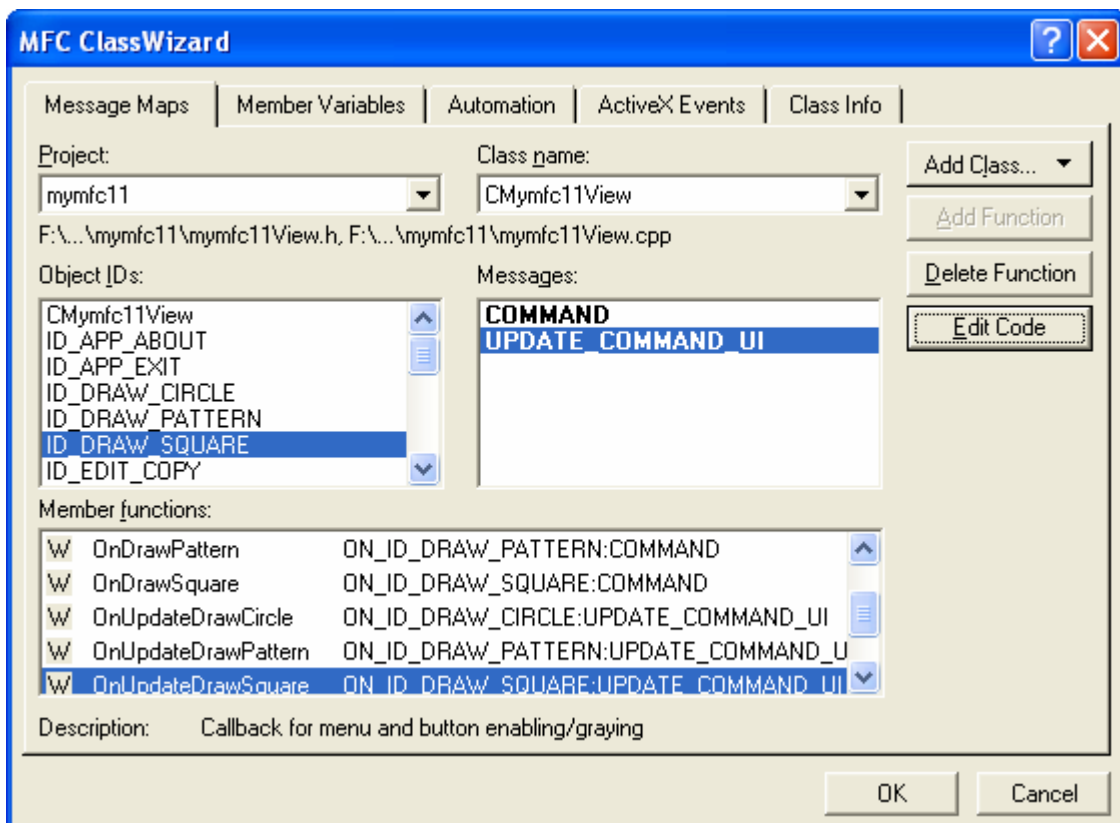 MFC ClassWizard
Message Maps Member Variables Automation ActiveX Events Class Info
Project: Class name:
mymfc11 CMymfc11View
Add Class...
Add Function
F:\...\mymfc11\mymfc11View.h, F:\...\mymfc11\mymfc11View.cpp
Object IDs: Messages:
Delete Function
Edit Code
CMymfc11View COMMAND
ID_APP_ABOUT UPDATE_COMMAND_UI
ID_APP_EXIT
ID_DRAW_CIRCLE
ID_DRAW_PATTERN
ID_DRAW_SQUARE
ID_EDIT_COPY
Member functions:
W OnDrawPattern ON_ID_DRAW_PATTERN:COMMAND
W OnDrawSquare ON_ID_DRAW_SQUARE:COMMAND
W OnUpdateDrawCircle ON_ID_DRAW_CIRCLE:UPDATE_COMMAND_UI
W OnUpdateDrawPattern ON_ID_DRAW_PATTERN:UPDATE_COMMAND_U
W OnUpdateDrawSquare ON_ID_DRAW_SQUARE:UPDATE_COMMAND_UI
Description: Callback for menu and button enabling/graying
OK Cancel